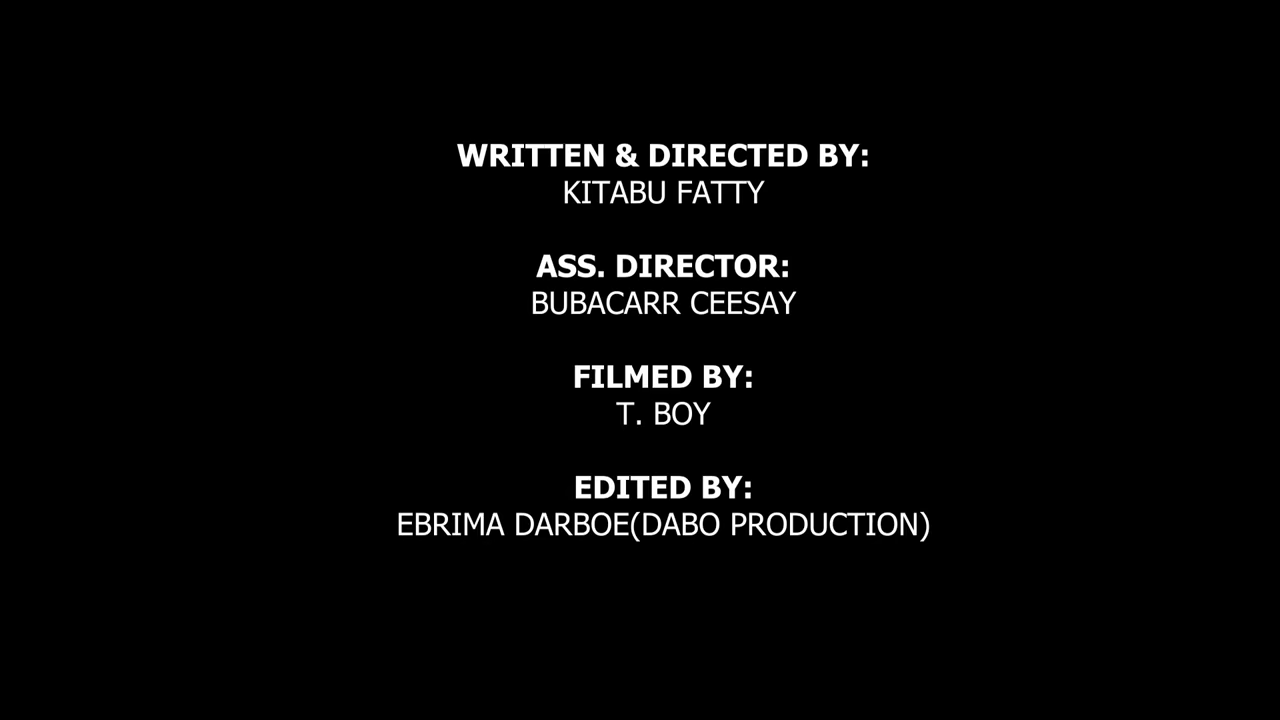 WRITTEN & DIRECTED BY:
KITABU FATTY
ASS. DIRECTOR:
BUBACARR CEESAY
FILMED BY:
T. BOY
EDITED BY:
EBRIMA DARBOE(DABO PRODUCTION)